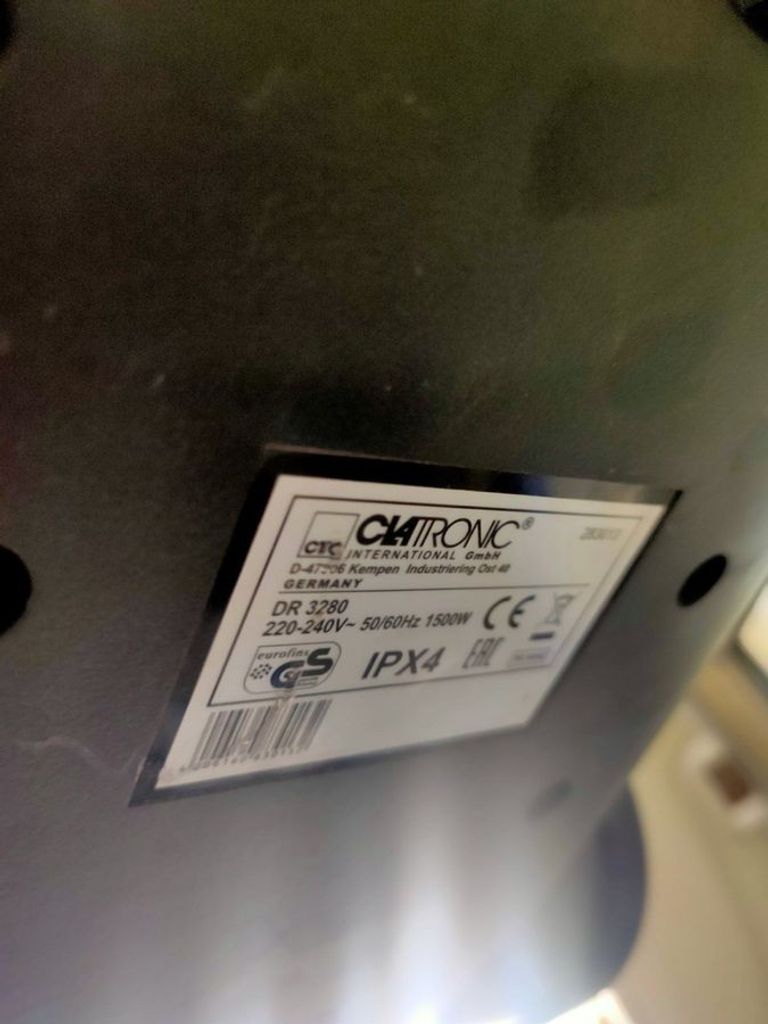 CTC CLATRONIC®
INTERNATIONAL GmbH
Kempen Industriering Ost 40
GERMANY
DR 3280
220-240V~ 50/60Hz 1500W CE
eurofins
GS IPX4 EAC